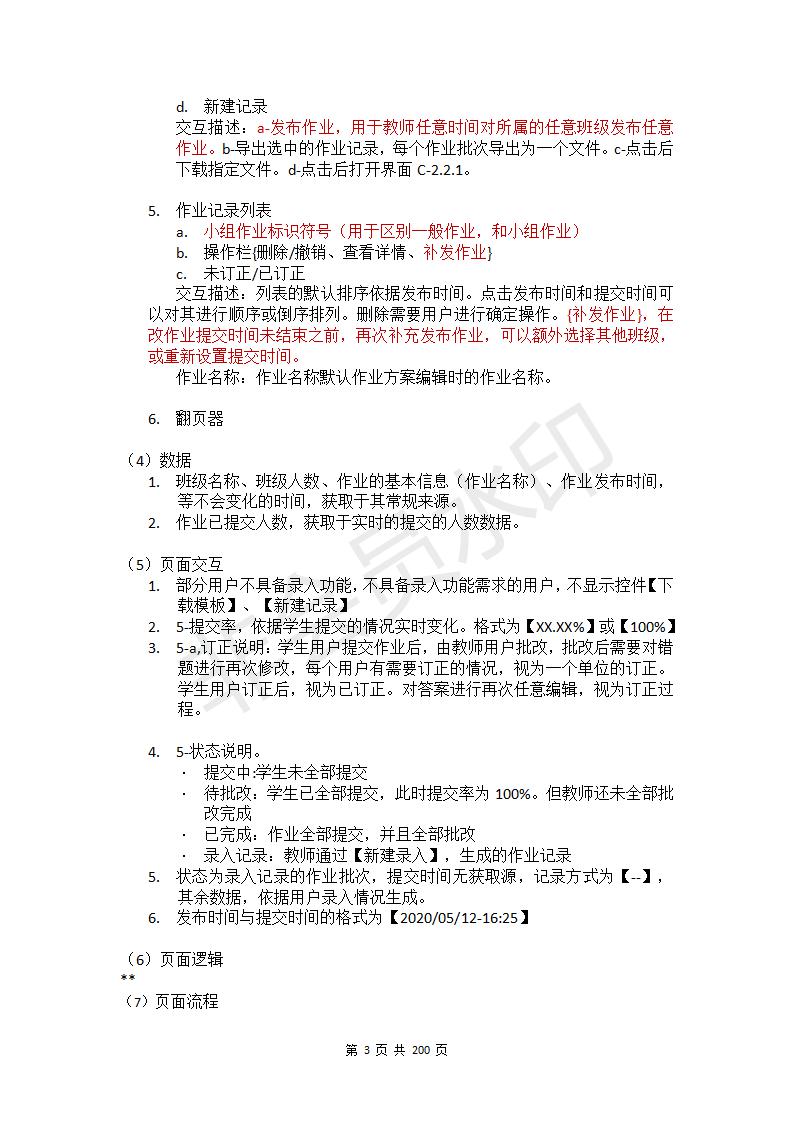 d. 新建记录
交互描述：a-发布作业，用于教师任意时间对所属的任意班级发布任意
作业。b-导出选中的作业记录，每个作业批次导出为一个文件。c-点击后
下载指定文件。d-点击后打开界面 C-2.2.1。
5. 作业记录列表
a. 小组作业标识符号（用于区别一般作业，和小组作业）
b. 操作栏{删除/撤销、查看详情、补发作业}
c. 未订正/已订正
交互描述：列表的默认排序依据发布时间。点击发布时间和提交时间可
以对其进行顺序或倒序排列。删除需要用户进行确定操作。{补发作业}，在
改作业提交时间未结束之前，再次补充发布作业，可以额外选择其他班级，
或重新设置提交时间。
作业名称：作业名称默认作业方案编辑时的作业名称。
6. 翻页器
（4）数据
1. 班级名称、班级人数、作业的基本信息（作业名称）、作业发布时间，
等不会变化的时间，获取于其常规来源。
2. 作业已提交人数，获取于实时的提交的人数数据。
（5）页面交互
1. 部分用户不具备录入功能，不具备录入功能需求的用户，不显示控件【下
载模板】、【新建记录】
2. 5-提交率，依据学生提交的情况实时变化。格式为【XX.XX%】或【100%】
3. 5-a,订正说明：学生用户提交作业后，由教师用户批改，批改后需要对错
题进行再次修改，每个用户有需要订正的情况，视为一个单位的订正。
学生用户订正后，视为已订正。对答案进行再次任意编辑，视为订正过
程。
4. 5-状态说明。
· 提交中:学生未全部提交
· 待批改：学生已全部提交，此时提交率为 100%。但教师还未全部批
改完成
· 已完成：作业全部提交，并且全部批改
· 录入记录：教师通过【新建录入】，生成的作业记录
5. 状态为录入记录的作业批次，提交时间无获取源，记录方式为【--】，
其余数据，依据用户录入情况生成。
6. 发布时间与提交时间的格式为【2020/05/12-16:25】
（6）页面逻辑
**
（7）页面流程
第 3 页 共 200 页
非会员水印